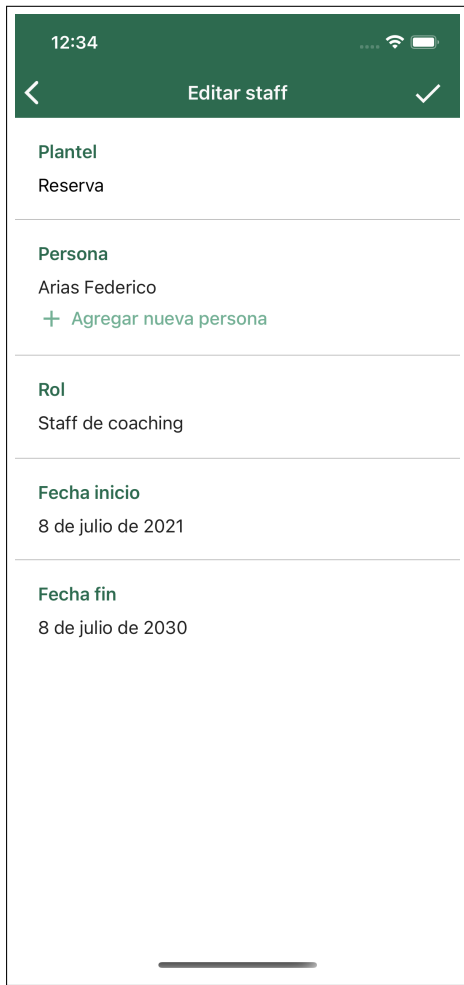 12:34
Editar staff
Plantel
Reserva
Persona
Arias Federico
+ Agregar nueva persona
Rol
Staff de coaching
Fecha inicio
8 de julio de 2021
Fecha fin
8 de julio de 2030